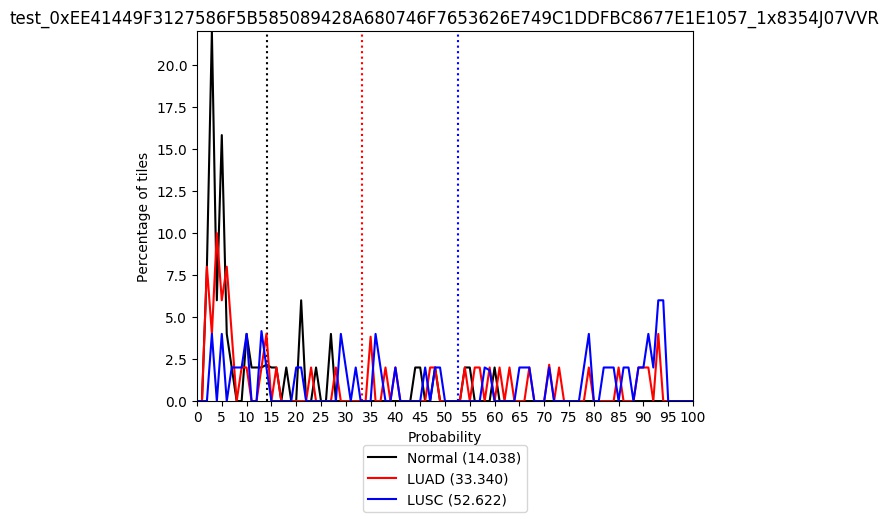 test_0xEE41449F3127586F5B585089428A680746F7653626E749C1DDFBC8677E1E1057_1x8354J07VVR
20.0
17.5
15.0
12.5
10.0
7.5
5.0
2.5
0.0
Percentage of tiles
0 5 10 15 20 25 30 35 40 45 50 55 60 65 70 75 80 85 90 95 100
Probability
Normal (14.038)
LUAD (33.340)
LUSC (52.622)